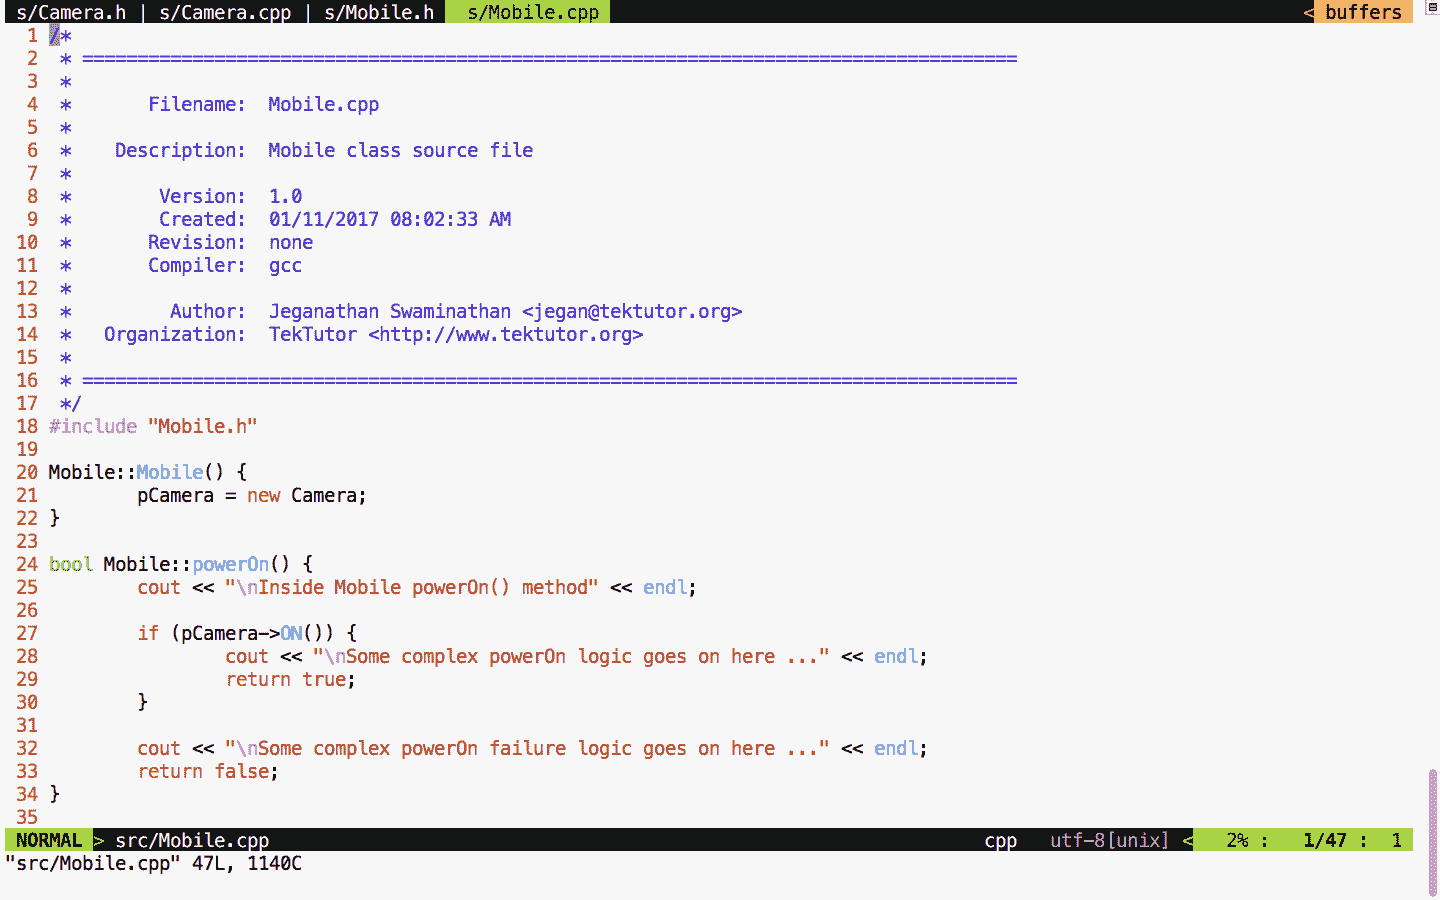 s/Camera.h | s/Camera.cpp | s/Mobile.h  s/Mobile.cpp < buffers
1 /*
2  * =====================================================================================
3  *
4  *       Filename:  Mobile.cpp
5  *
6  *    Description:  Mobile class source file
7  *
8  *        Version:  1.0
9  *        Created:  01/11/2017 08:02:33 AM
10  *       Revision:  none
11  *       Compiler:  gcc
12  *
13  *         Author:  Jeganathan Swaminathan <jegan@tektutor.org>
14  *   Organization:  TekTutor <http://www.tektutor.org>
15  *
16  * =====================================================================================
17  */
18 #include "Mobile.h"
19
20 Mobile::Mobile() {
21         pCamera = new Camera;
22 }
23
24 bool Mobile::powerOn() {
25         cout << "\nInside Mobile powerOn() method" << endl;
26
27         if (pCamera->ON()) {
28                 cout << "\nSome complex powerOn logic goes on here ..." << endl;
29                 return true;
30         }
31
32         cout << "\nSome complex powerOn failure logic goes on here ..." << endl;
33         return false;
34 }
35
NORMAL > src/Mobile.cpp cpp utf-8[unix] < 2% : 1/47 : 1
"src/Mobile.cpp" 47L, 1140C